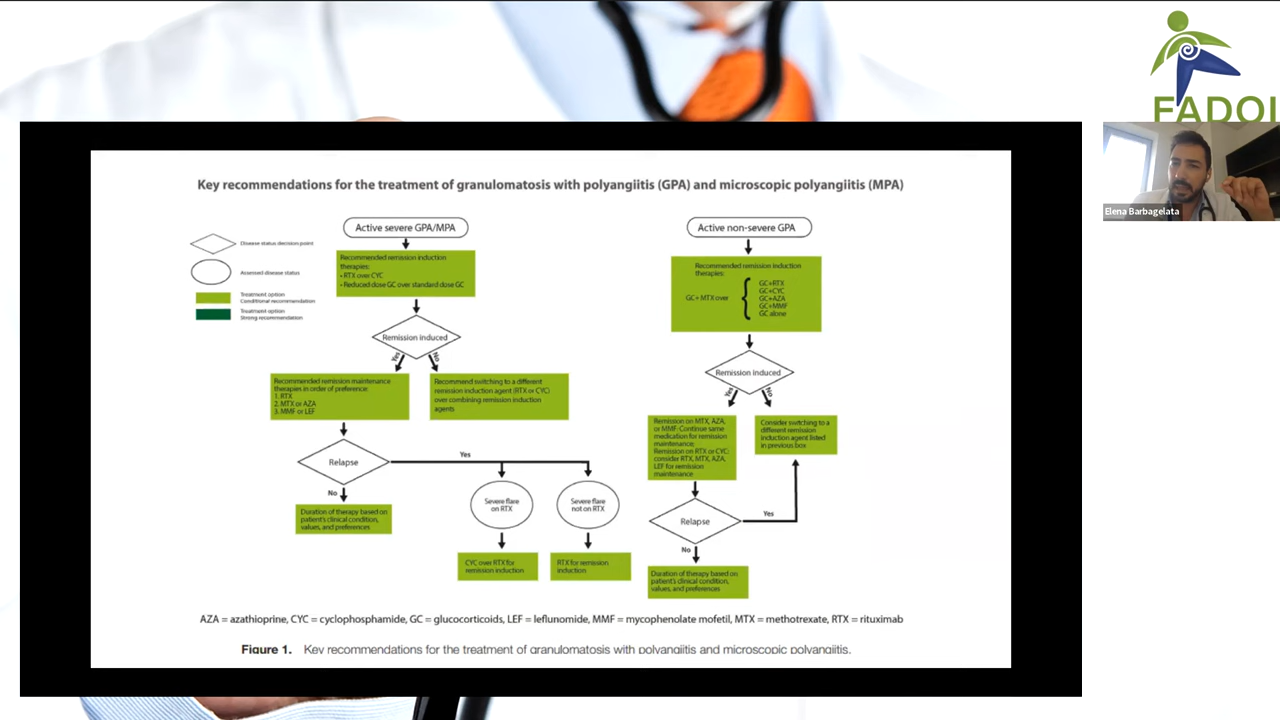 FADOI
Elena Barbagelata
Key recommendations for the treatment of granulomatosis with polyangiitis (GPA) and microscopic polyangiitis (MPA)
Disease status decision point
Assessed disease status
Treatment option
Conditional recommendation
Treatment option
Strong recommendation
Active severe GPA/MPA
Recommended remission induction
therapies:
• RTX over CYC
• Reduced dose GC over standard dose GC
Remission induced
Yes
No
Recommended remission maintenance
therapies in order of preference:
1. RTX
2. MTX or AZA
3. MMF or LEF
Recommend switching to a different
remission induction agent (RTX or CYC)
over combining remission induction
agents
Relapse
Yes
No
Duration of therapy based on
patient's clinical condition,
values, and preferences
Severe flare
on RTX
Severe flare
not on RTX
CYC over RTX for
remission induction
RTX for remission
induction
Active non-severe GPA
Recommended remission induction
therapies:
GC+ MTX over
GC+RTX
GC+CYC
GC+AZA
GC+MMF
GC alone
Remission induced
Yes
No
Remission on MTX, AZA,
or MMF: Continue same
medication for remission
maintenance;
Remission on RTX or CYC:
consider RTX, MTX, AZA,
LEF for remission
maintenance
Consider switching to a
different remission
induction agent listed
in previous box
Relapse
Yes
No
Duration of therapy based on
patient's clinical condition,
values, and preferences
AZA = azathioprine, CYC = cyclophosphamide, GC = glucocorticoids, LEF = leflunomide, MMF = mycophenolate mofetil, MTX = methotrexate, RTX = rituximab
Figure 1. Key recommendations for the treatment of granulomatosis with polyangiitis and microscopic polyangiitis.